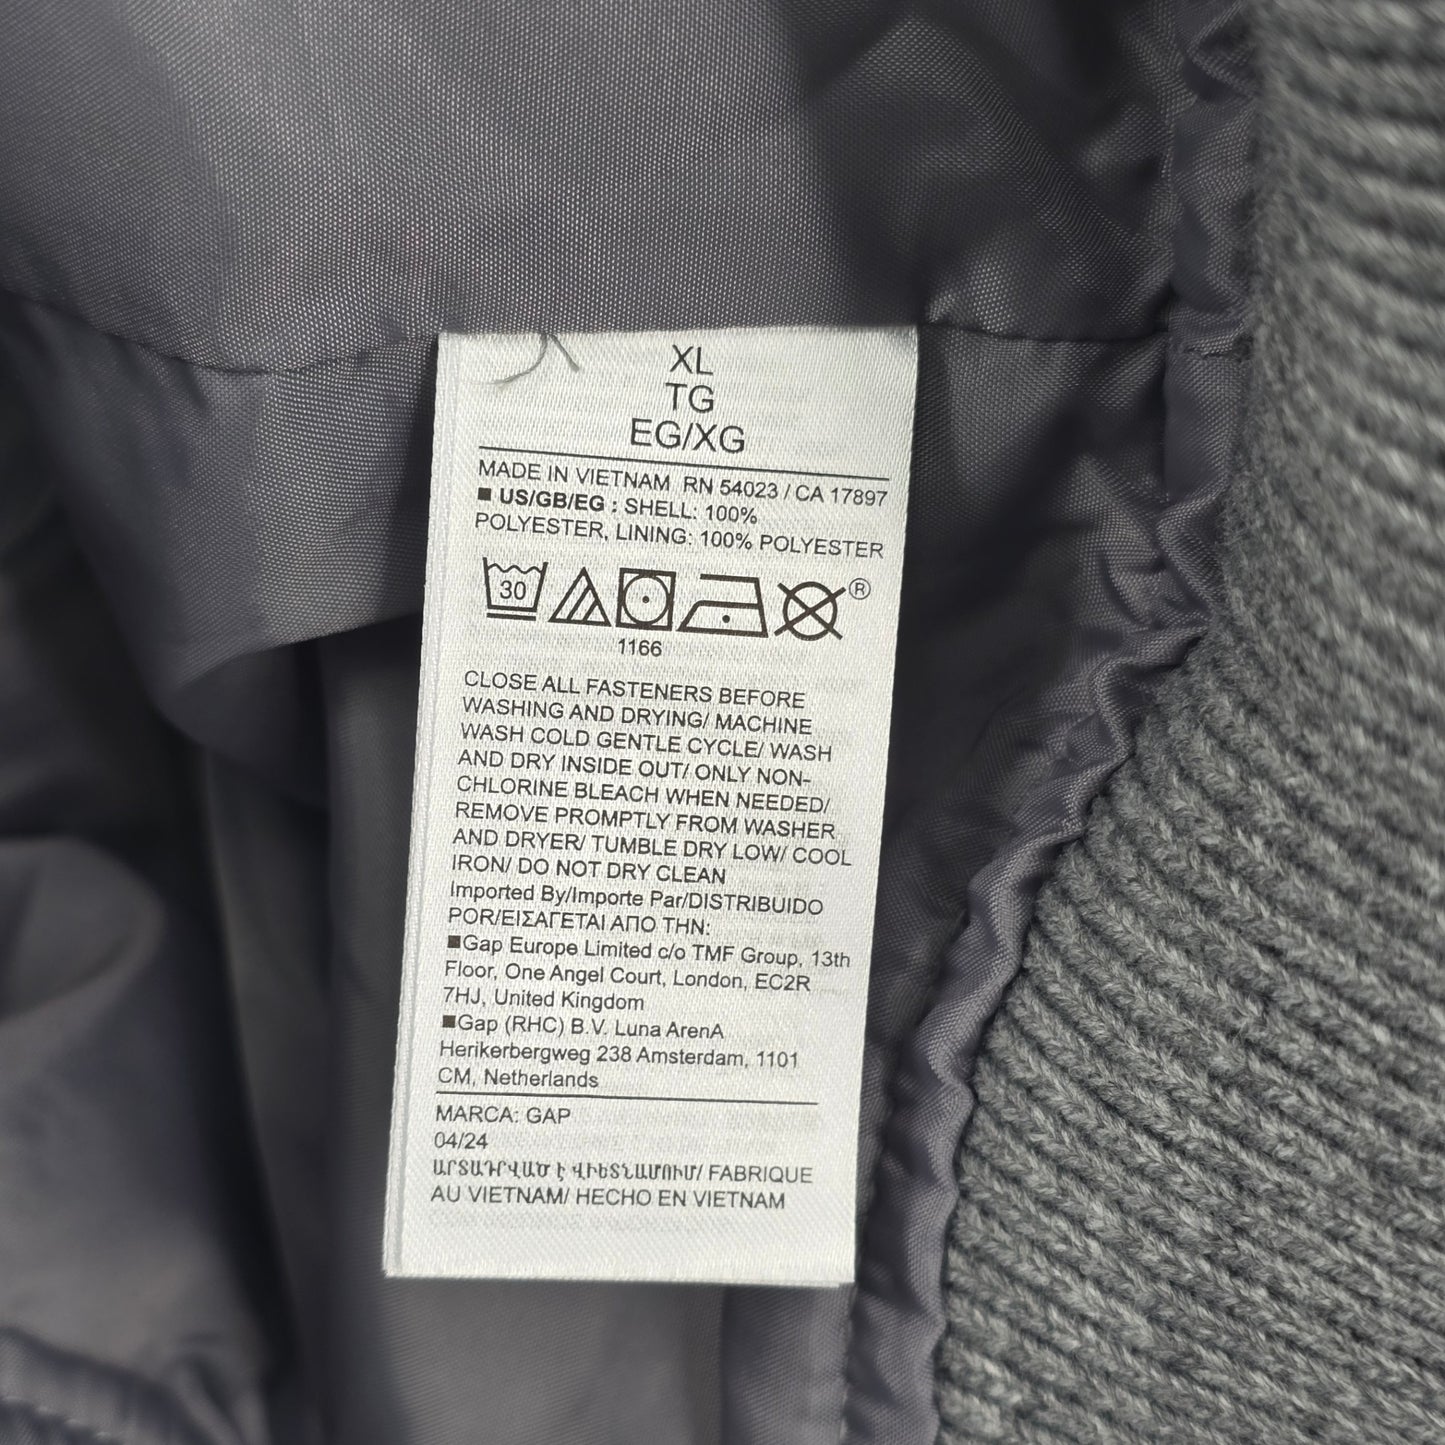 XL
TG
EG/XG
MADE IN VIETNAM RN 54023 / CA 17897
■ US/GB/EG : SHELL: 100%
POLYESTER, LINING: 100% POLYESTER
30 ®
1166
CLOSE ALL FASTENERS BEFORE
WASHING AND DRYING/ MACHINE
WASH COLD GENTLE CYCLE/ WASH
AND DRY INSIDE OUT/ ONLY NON-
CHLORINE BLEACH WHEN NEEDED/
REMOVE PROMPTLY FROM WASHER
AND DRYER/ TUMBLE DRY LOW/ COOL
IRON/ DO NOT DRY CLEAN
Imported By/Importe Par/DISTRIBUIDO
POR/ΕΙΣΑΓΕΤΑΙ ΑΠΟ ΤΗΝ:
■Gap Europe Limited c/o TMF Group, 13th
Floor, One Angel Court, London, EC2R
7HJ, United Kingdom
■Gap (RHC) B.V. Luna ArenA
Herikerbergweg 238 Amsterdam, 1101
CM, Netherlands
MARCA: GAP
04/24
ԱՐՏԱԴՐՎԱԾ Է ՎԻԵՏՆԱՄՈՒՄ/ FABRIQUE
AU VIETNAM/ HECHO EN VIETNAM